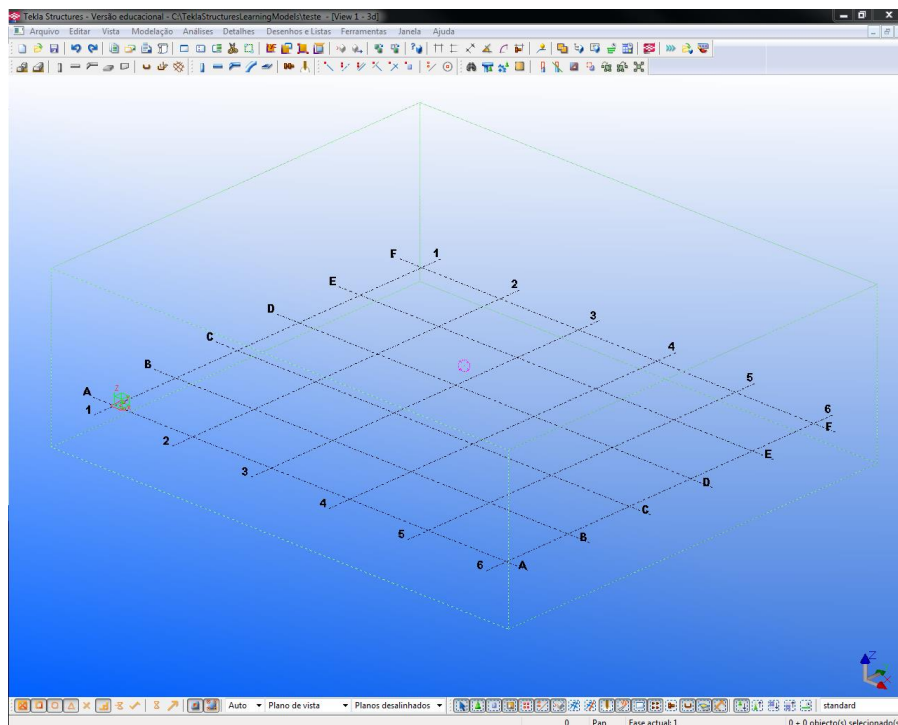 Tekla Structures - Versão educacional - C:\TeklaStructuresLearningModels\teste - [View 1 - 3d]
Arquivo Editar Vista Modelação Análises Detalhes Desenhos e Listas Ferramentas Janela Ajuda
F 1
E 2
D 3
C 4
B 5
A 6
1 F
2 E
3 D
4 C
5 B
6 A
Z
Auto Plano de vista Planos desalinhados standard
0 Pan Fase actual: 1 0 + 0 objecto(s) selecionado(s)